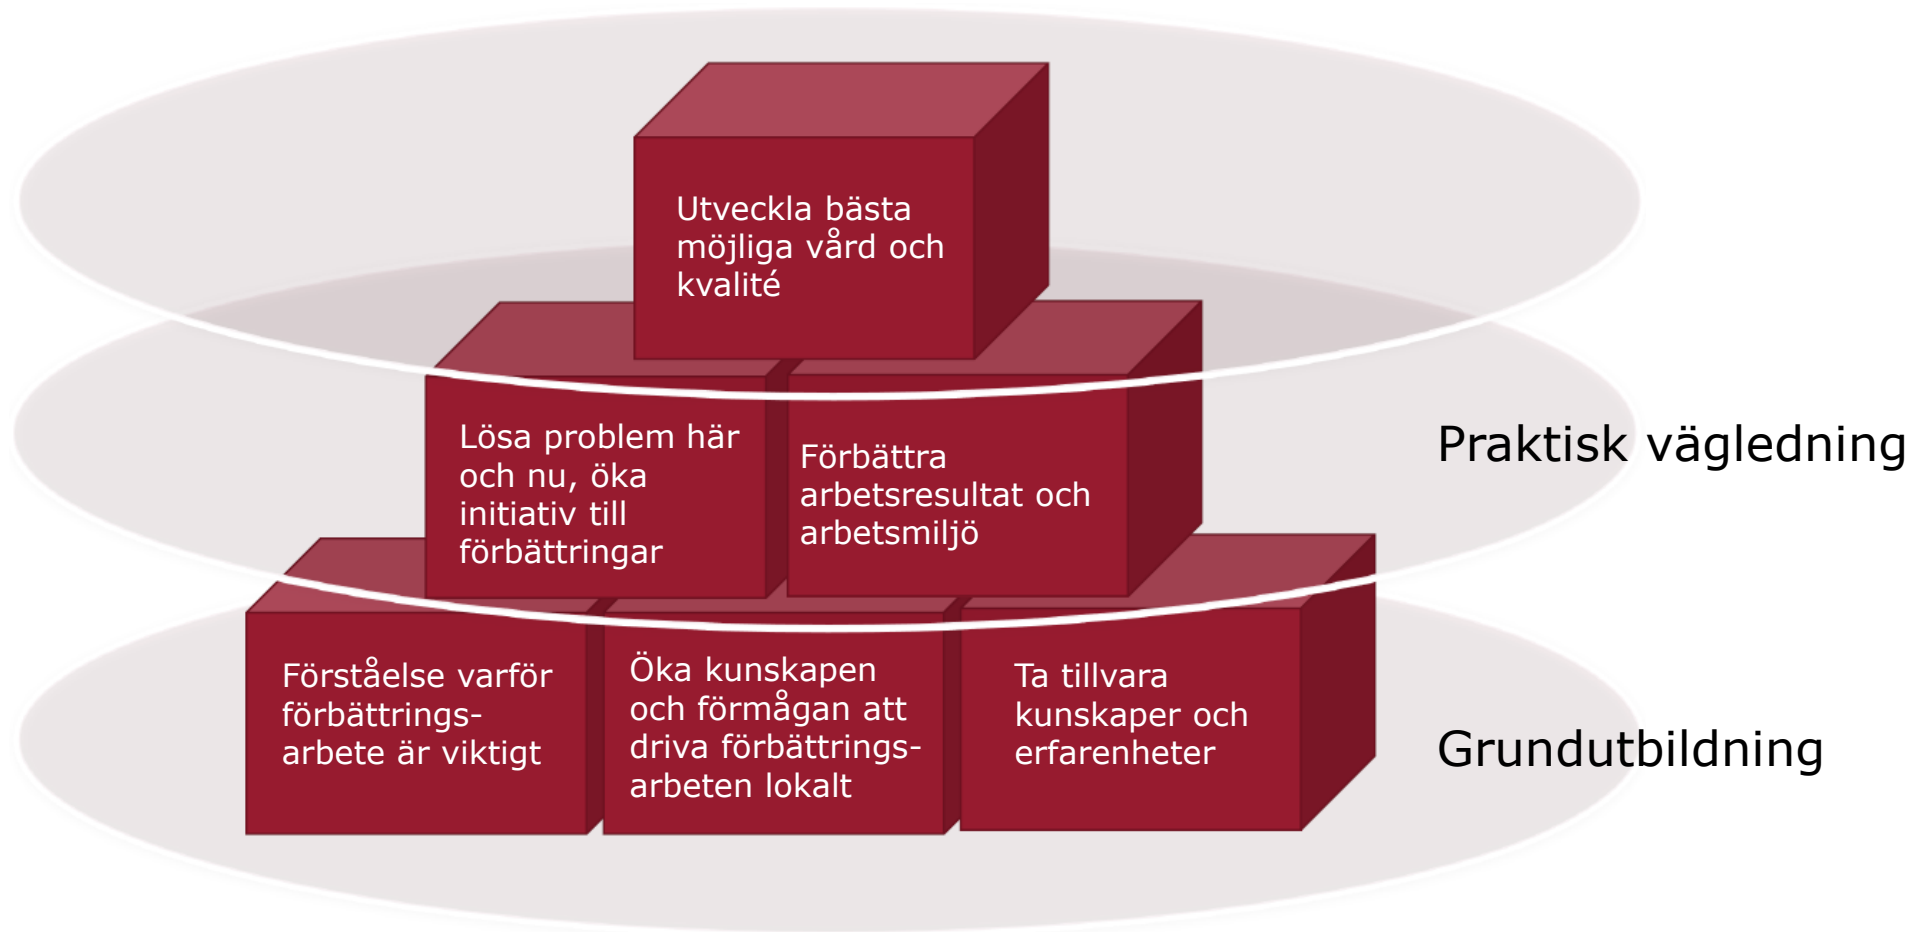 Utveckla bästa
möjliga vård och
kvalité
Lösa problem här
och nu, öka
initiativ till
förbättringar
Förbättra
arbetsresultat och
arbetsmiljö
Praktisk vägledning
Förståelse varför
förbättrings-
arbete är viktigt
Öka kunskapen
och förmågan att
driva förbättrings-
arbeten lokalt
Ta tillvara
kunskaper och
erfarenheter
Grundutbildning